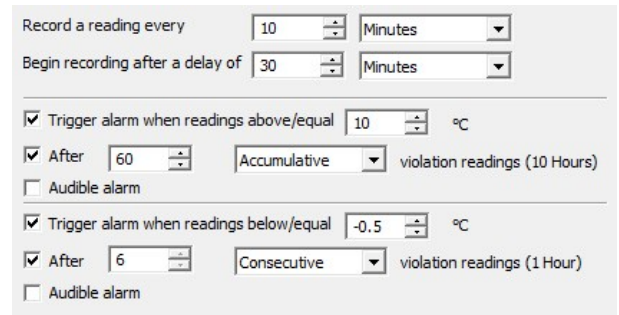 Record a reading every 10 Minutes
Begin recording after a delay of 30 Minutes
Trigger alarm when readings above/equal 10 ºC
After 60 Accumulative violation readings (10 Hours)
Audible alarm
Trigger alarm when readings below/equal -0.5 ºC
After 6 Consecutive violation readings (1 Hour)
Audible alarm